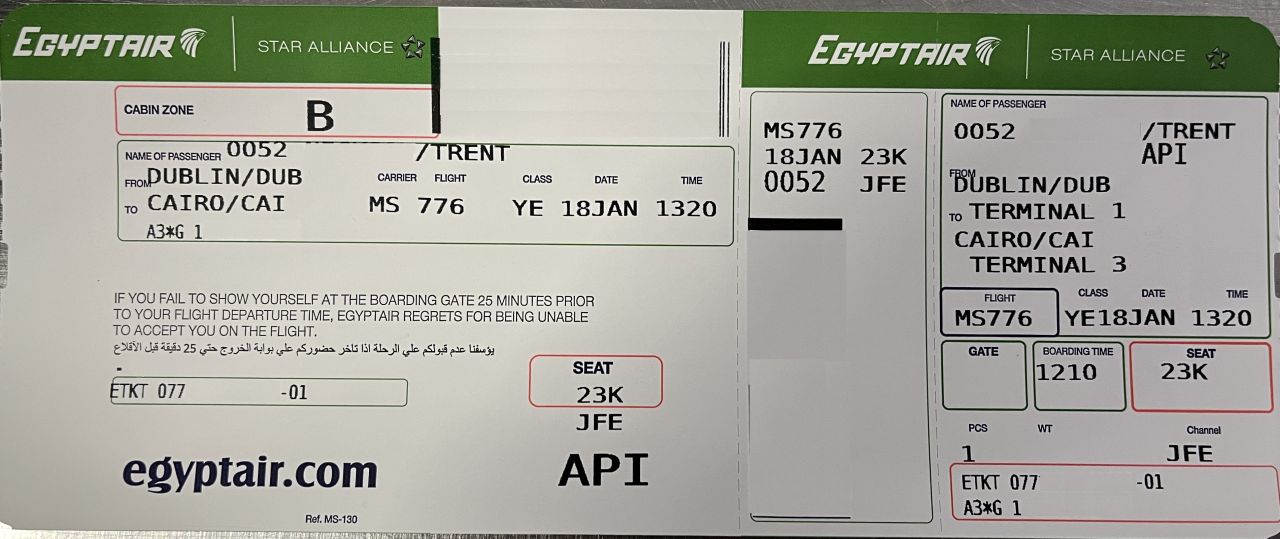 EGYPTAIR STAR ALLIANCE
CABIN ZONE B
NAME OF PASSENGER 0052 /TRENT
FROM DUBLIN/DUB CARRIER FLIGHT CLASS DATE TIME
TO CAIRO/CAI MS 776 YE 18JAN 1320
A3*G 1
IF YOU FAIL TO SHOW YOURSELF AT THE BOARDING GATE 25 MINUTES PRIOR
TO YOUR FLIGHT DEPARTURE TIME, EGYPTAIR REGRETS FOR BEING UNABLE
TO ACCEPT YOU ON THE FLIGHT.
يؤسفنا عدم قبولكم علي الرحلة اذا تاخر حضوركم علي بوابة الخروج حتي 25 دقيقة قبل الأقلاع
-
ETKT 077 -01
SEAT
23K
JFE
egyptair.com API
Ref. MS-130
EGYPTAIR STAR ALLIANCE
MS776
18JAN 23K
0052 JFE
NAME OF PASSENGER
0052 /TRENT
API
FROM
DUBLIN/DUB
TO TERMINAL 1
CAIRO/CAI
TERMINAL 3
FLIGHT CLASS DATE TIME
MS776 YE18JAN 1320
GATE BOARDING TIME SEAT
1210 23K
PCS WT Channel
1 JFE
ETKT 077 -01
A3*G 1